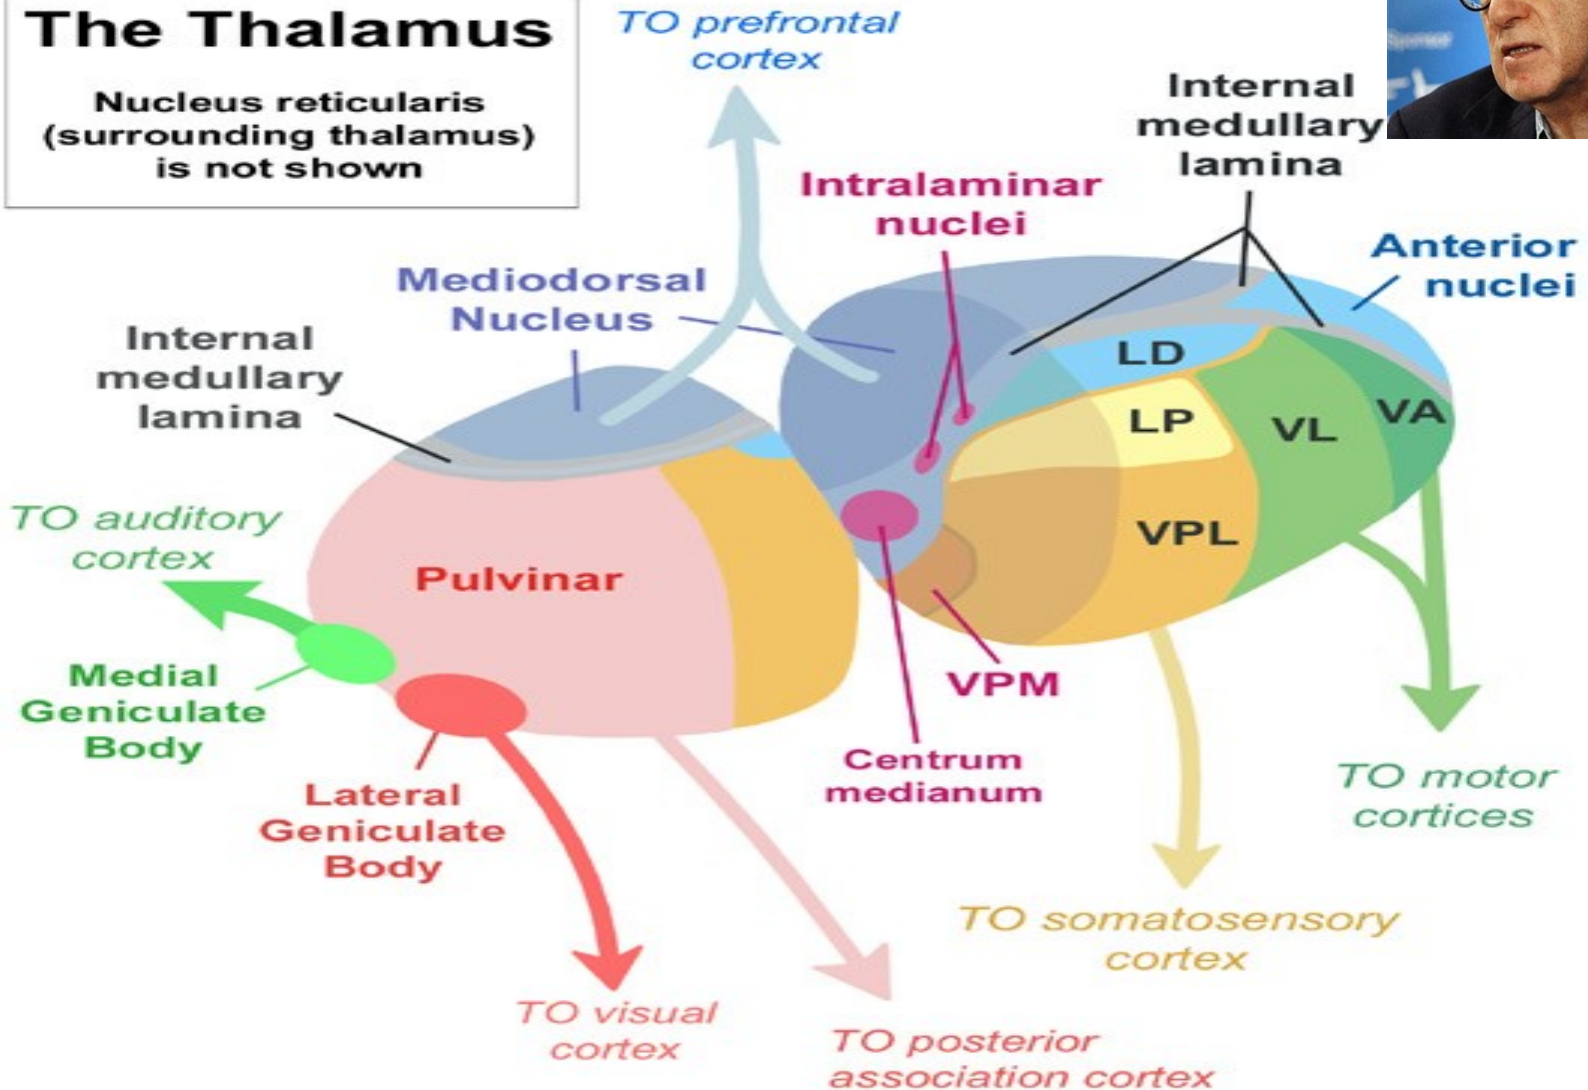 The Thalamus
Nucleus reticularis
(surrounding thalamus)
is not shown
TO prefrontal
cortex
Sponsor
Internal
medullary
lamina
Intralaminar
nuclei
Anterior
nuclei
Mediodorsal
Nucleus
Internal
medullary
lamina
LD
LP
VL
VA
TO auditory
cortex
VPL
Pulvinar
Medial
Geniculate
Body
VPM
Centrum
medianum
Lateral
Geniculate
Body
TO motor
cortices
TO somatosensory
cortex
TO visual
cortex
TO posterior
association cortex